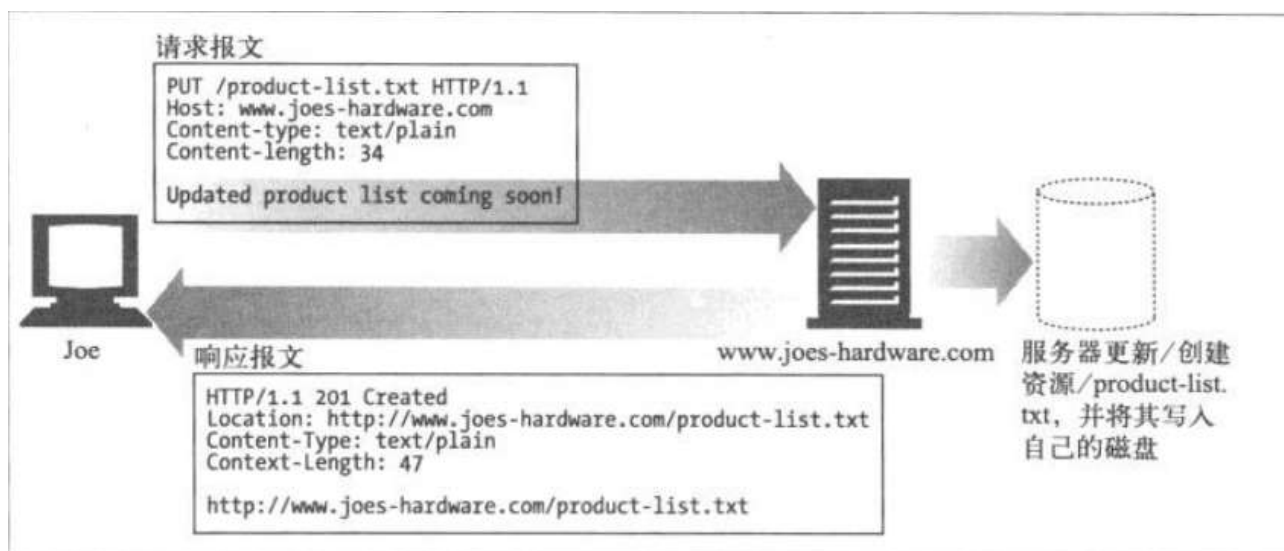 请求报文
PUT /product-list.txt HTTP/1.1
Host: www.joes-hardware.com
Content-type: text/plain
Content-length: 34
Updated product list coming soon!
Joe
www.joes-hardware.com
服务器更新/创建
资源/product-list.
txt，并将其写入
自己的磁盘
响应报文
HTTP/1.1 201 Created
Location: http://www.joes-hardware.com/product-list.txt
Content-Type: text/plain
Context-Length: 47
http://www.joes-hardware.com/product-list.txt